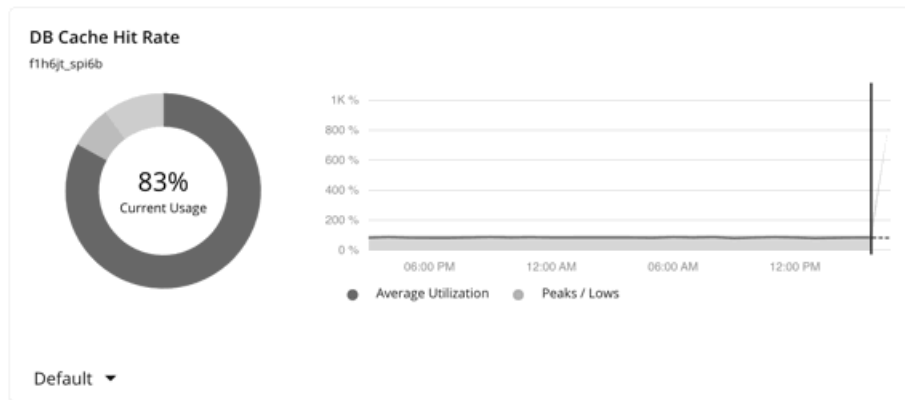 DB Cache Hit Rate
f1h6jt_spi6b
83%
Current Usage
1K %
800 %
600 %
400 %
200 %
0 %
06:00 PM 12:00 AM 06:00 AM 12:00 PM
Average Utilization Peaks / Lows
Default